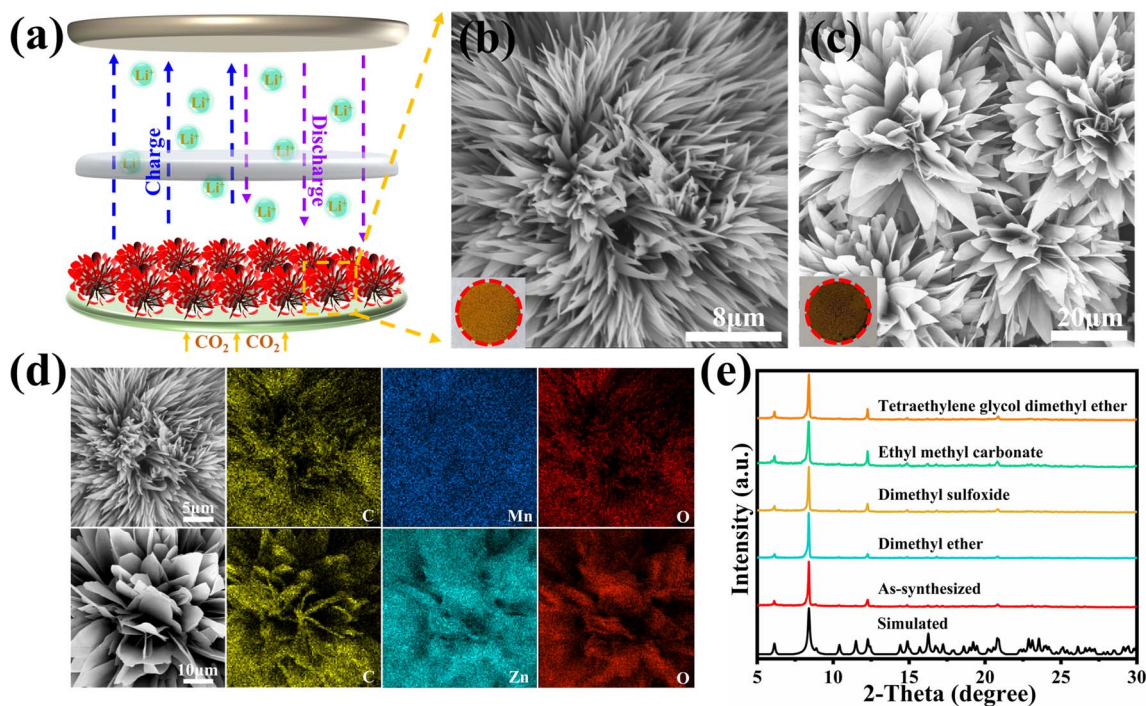 (a)
Li⁺
Li⁺
Li⁺
Li⁺
Li⁺
Li⁺
Li⁺
Li⁺
Li⁺
Li⁺
Charge
Discharge
CO₂ CO₂
(b)
8μm
(c)
20μm
(d)
5μm
C
Mn
O
10μm
C
Zn
O
(e)
Intensity (a.u.)
Tetraethylene glycol dimethyl ether
Ethyl methyl carbonate
Dimethyl sulfoxide
Dimethyl ether
As-synthesized
Simulated
5 10 15 20 25 30
2-Theta (degree)